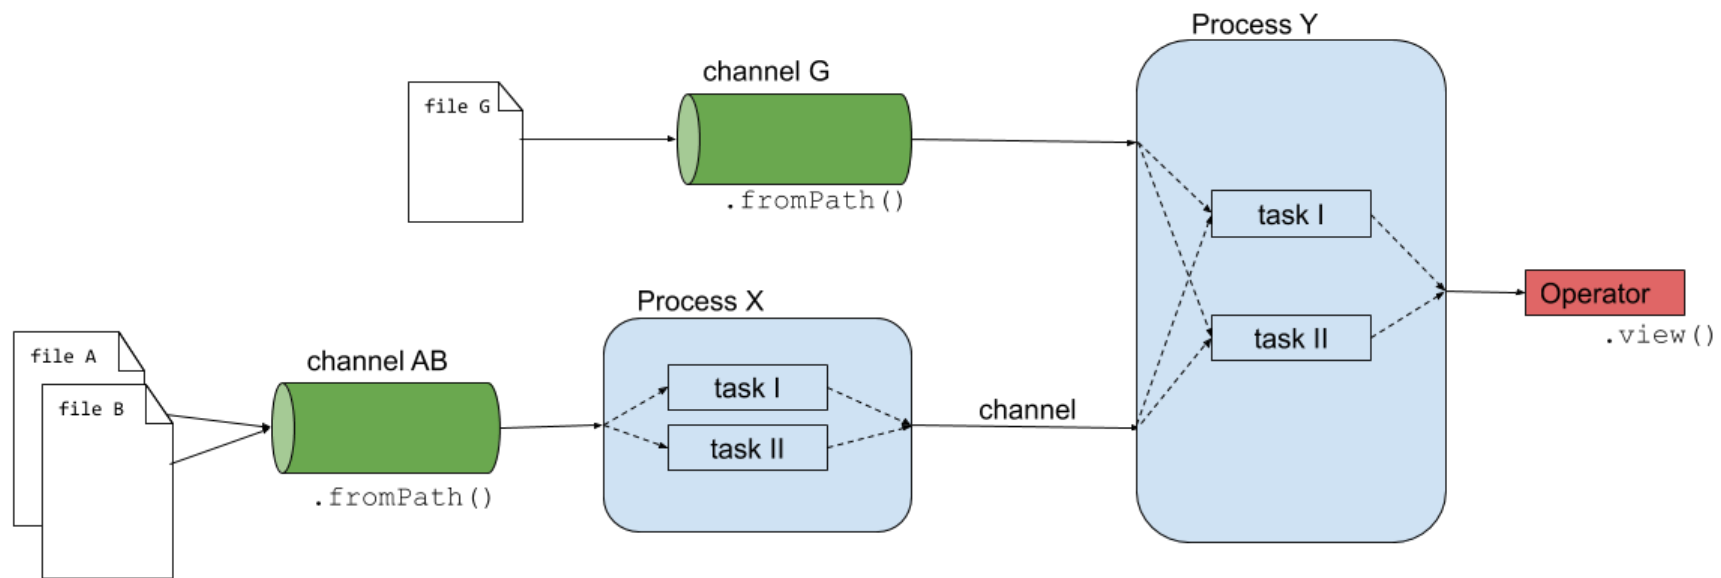 Process Y
channel G
file G
.fromPath()
task I
Operator
.view()
task II
Process X
channel AB
file A
file B
task I
task II
channel
.fromPath()